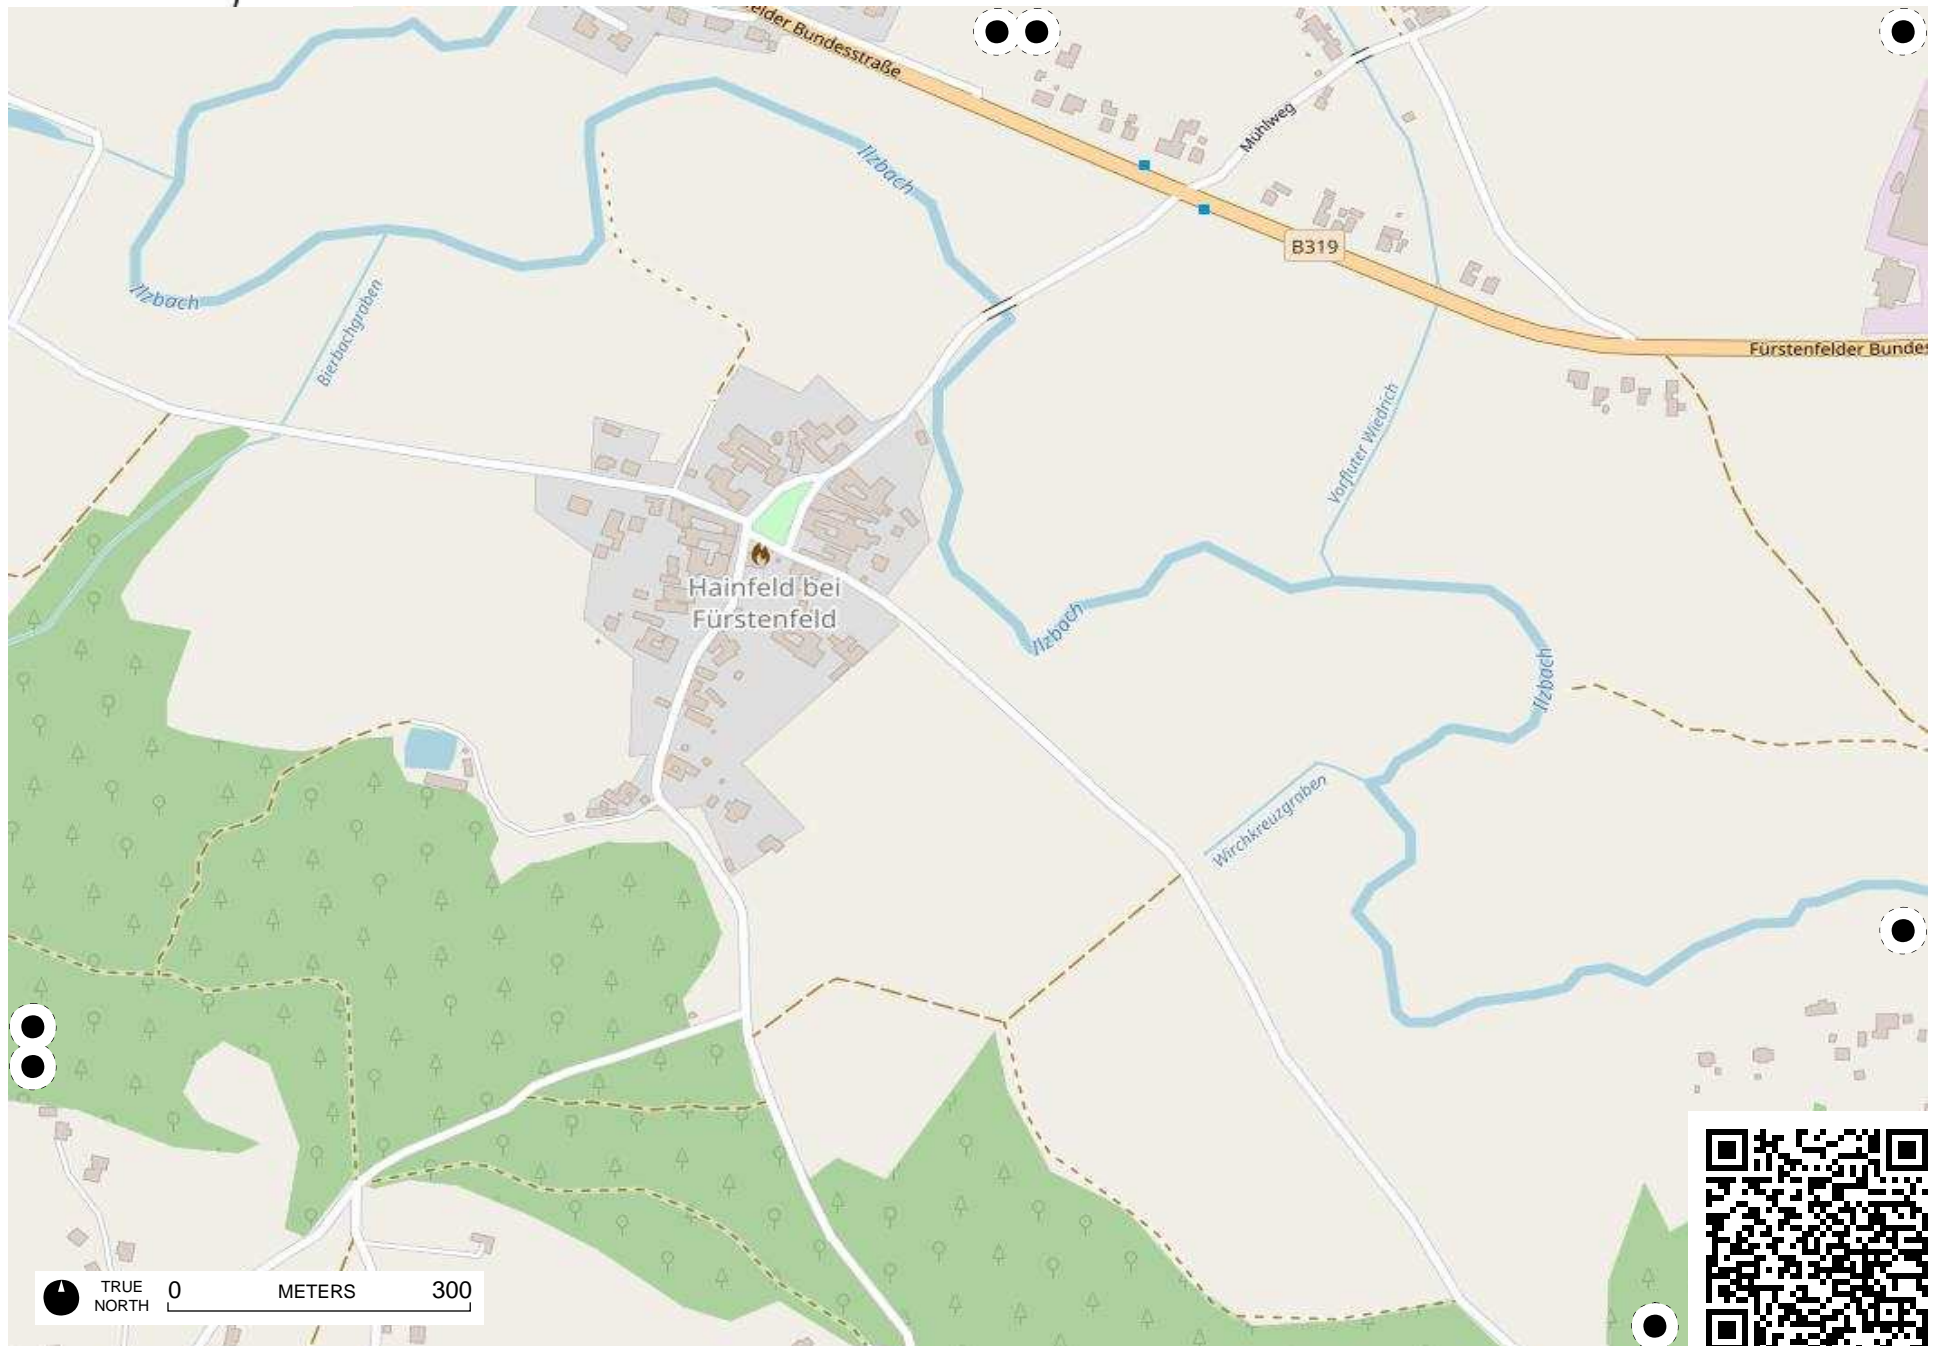 elder Bundesstraße
Mühlweg
Ilzbach
B319
Ilzbach
Bierbachgraben
Fürstenfelder Bundes
Vorfluter Wiedrich
Hainfeld bei
Fürstenfeld
Ilzbach
Ilzbach
Wirchkreuzgraben
TRUE
NORTH
0 METERS 300